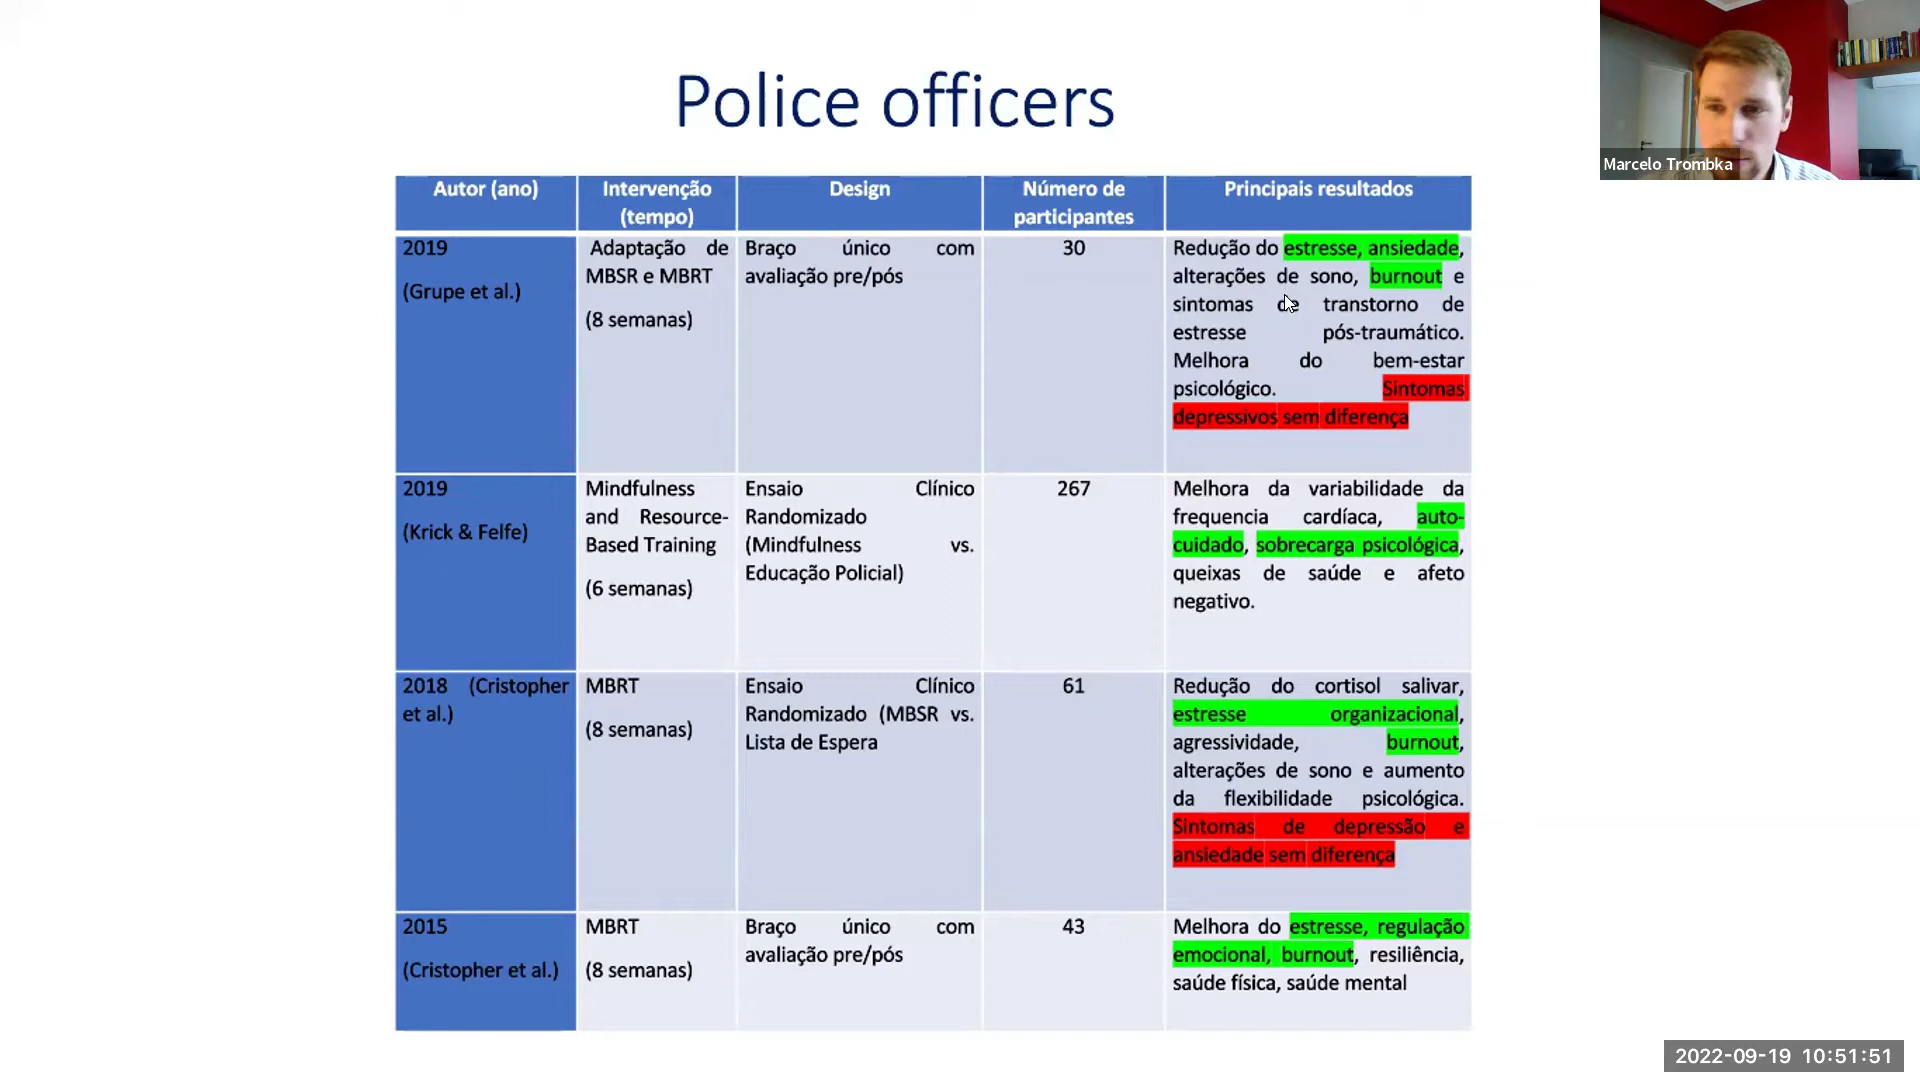 Police officers
Marcelo Trombka
Autor (ano)
Intervenção
(tempo)
Design
Número de
participantes
Principais resultados
2019
(Grupe et al.)
Adaptação de
MBSR e MBRT
(8 semanas)
Braço único com
avaliação pre/pós
30
Redução do estresse, ansiedade,
alterações de sono, burnout e
sintomas de transtorno de
estresse pós-traumático.
Melhora do bem-estar
psicológico. Sintomas
depressivos sem diferença
2019
(Krick & Felfe)
Mindfulness
and Resource-
Based Training
(6 semanas)
Ensaio Clínico
Randomizado
(Mindfulness vs.
Educação Policial)
267
Melhora da variabilidade da
frequencia cardíaca, auto-
cuidado, sobrecarga psicológica,
queixas de saúde e afeto
negativo.
2018 (Cristopher
et al.)
MBRT
(8 semanas)
Ensaio Clínico
Randomizado (MBSR vs.
Lista de Espera
61
Redução do cortisol salivar,
estresse organizacional,
agressividade, burnout,
alterações de sono e aumento
da flexibilidade psicológica.
Sintomas de depressão e
ansiedade sem diferença
2015
(Cristopher et al.)
MBRT
(8 semanas)
Braço único com
avaliação pre/pós
43
Melhora do estresse, regulação
emocional, burnout, resiliência,
saúde física, saúde mental
2022-09-19 10:51:51